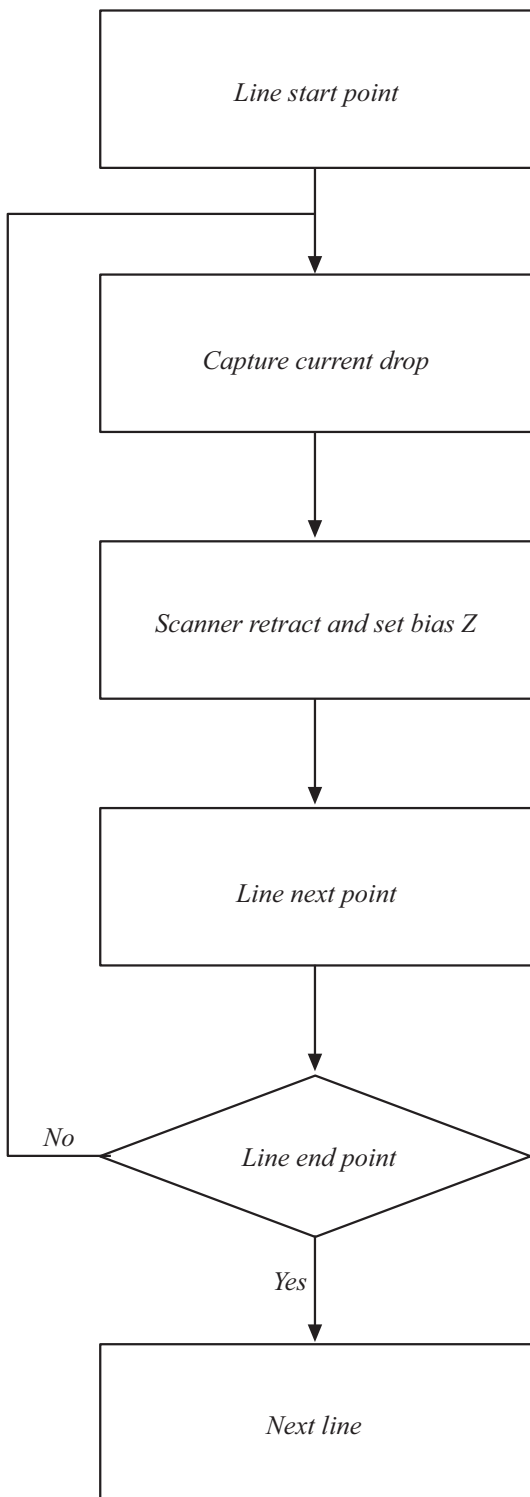 Line start point
Capture current drop
Scanner retract and set bias Z
Line next point
No
Line end point
Yes
Next line